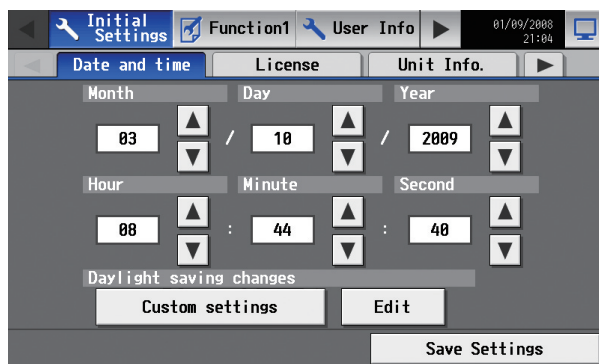 Initial Settings Function1 User Info 01/09/2008 21:04
Date and time License Unit Info.
Month Day Year
03 / 10 / 2009
Hour Minute Second
08 : 44 : 40
Daylight saving changes
Custom settings Edit
Save Settings